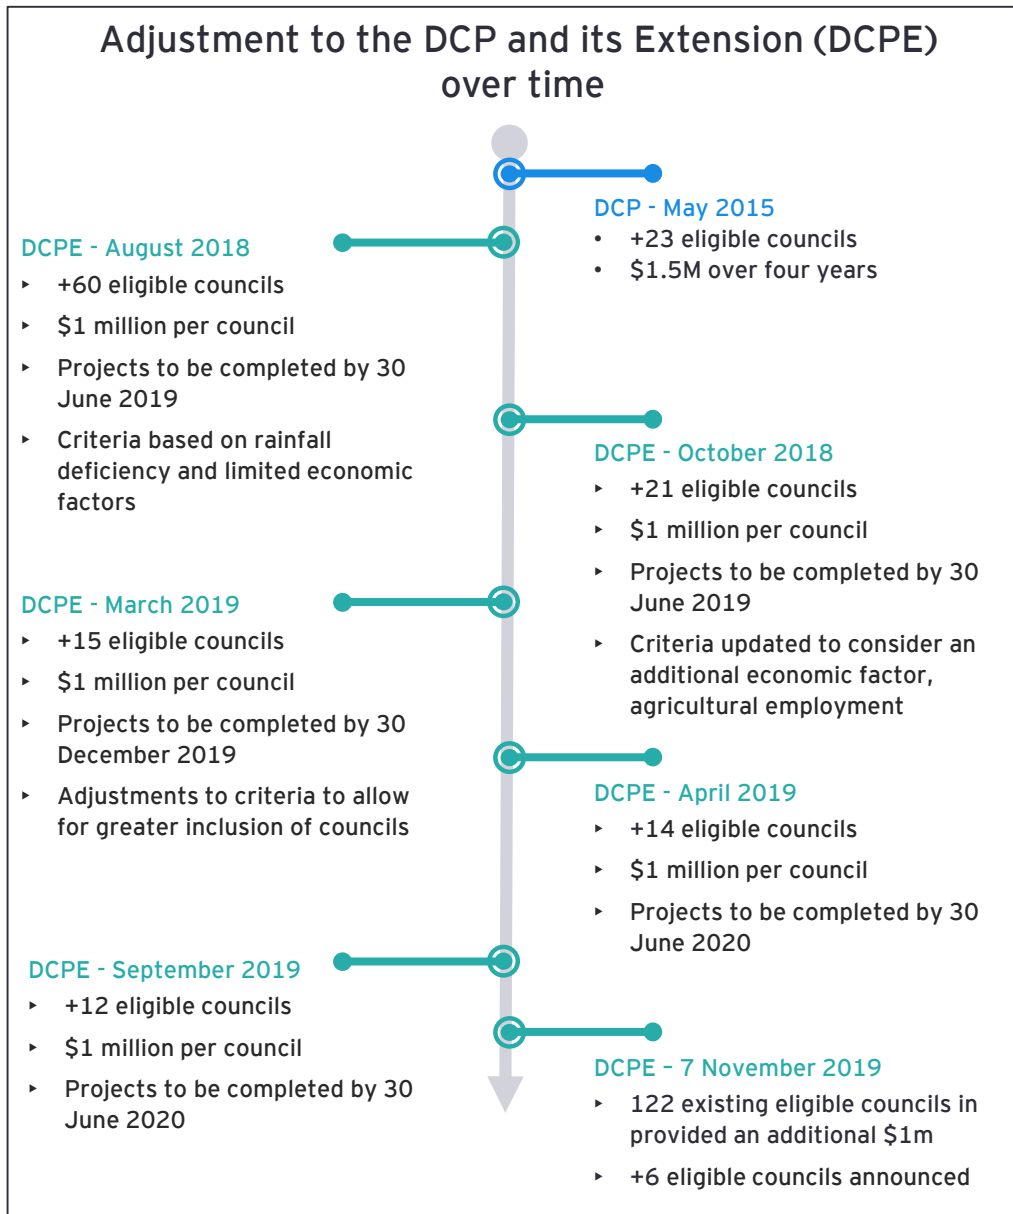 Adjustment to the DCP and its Extension (DCPE)
over time
DCP - May 2015
• +23 eligible councils
• $1.5M over four years
DCPE - August 2018
‣ +60 eligible councils
‣ $1 million per council
‣ Projects to be completed by 30
June 2019
‣ Criteria based on rainfall
deficiency and limited economic
factors
DCPE - October 2018
‣ +21 eligible councils
‣ $1 million per council
‣ Projects to be completed by 30
June 2019
‣ Criteria updated to consider an
additional economic factor,
agricultural employment
DCPE - March 2019
‣ +15 eligible councils
‣ $1 million per council
‣ Projects to be completed by 30
December 2019
‣ Adjustments to criteria to allow
for greater inclusion of councils
DCPE - April 2019
‣ +14 eligible councils
‣ $1 million per council
‣ Projects to be completed by 30
June 2020
DCPE - September 2019
‣ +12 eligible councils
‣ $1 million per council
‣ Projects to be completed by 30
June 2020
DCPE – 7 November 2019
‣ 122 existing eligible councils in
provided an additional $1m
‣ +6 eligible councils announced